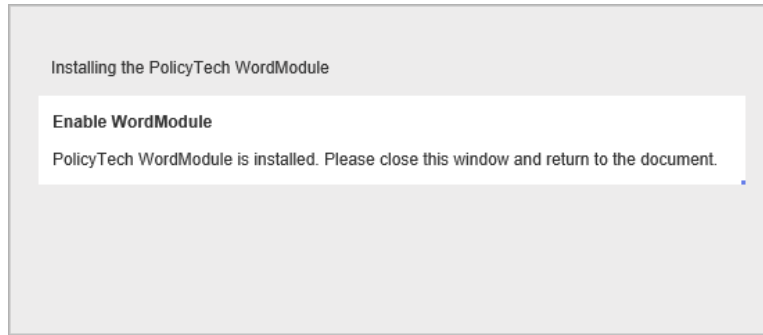 Installing the PolicyTech WordModule
Enable WordModule
PolicyTech WordModule is installed. Please close this window and return to the document.